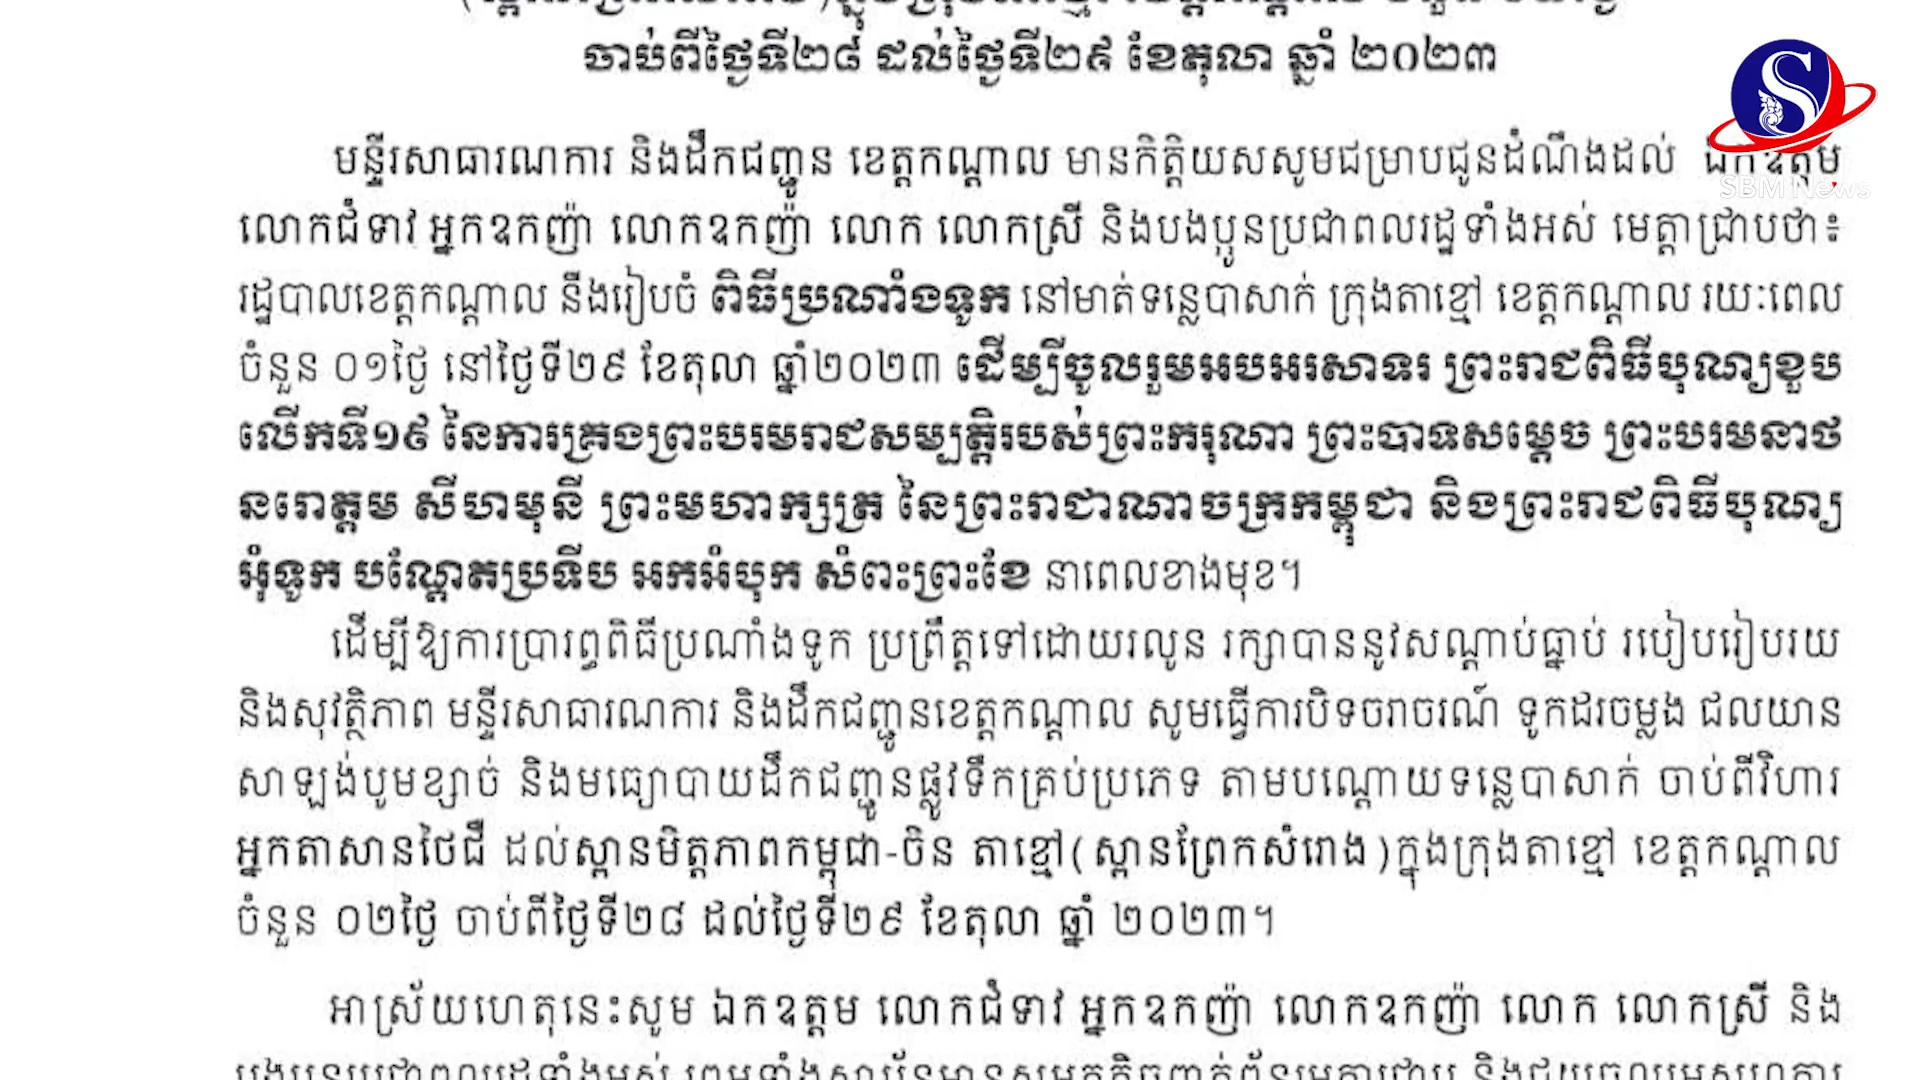 ចាប់ពីថ្ងៃទី២៨ ដល់ថ្ងៃទី២៩ ខែតុលា ឆ្នាំ ២០២៣
មន្ទីរសាធារណការ និងដឹកជញ្ជូន ខេត្តកណ្តាល មានកិត្តិយសសូមជម្រាបជូនដំណឹងដល់ ឯកឧត្តម
លោកជំទាវ អ្នកឧកញ៉ា លោកឧកញ៉ា លោក លោកស្រី និងបងប្អូនប្រជាពលរដ្ឋទាំងអស់ មេត្តាជ្រាបថា៖
រដ្ឋបាលខេត្តកណ្តាល នឹងរៀបចំ ពិធីប្រណាំងទូក នៅមាត់ទន្លេបាសាក់ ក្រុងតាខ្មៅ ខេត្តកណ្តាល រយៈពេល
ចំនួន ០១ថ្ងៃ នៅថ្ងៃទី២៩ ខែតុលា ឆ្នាំ២០២៣ ដើម្បីចូលរួមអបអរសាទរ ព្រះរាជពិធីបុណ្យខួប
លើកទី១៩ នៃការគ្រងព្រះបរមរាជសម្បត្តិរបស់ព្រះករុណា ព្រះបាទសម្តេច ព្រះបរមនាថ
នរោត្តម សីហមុនី ព្រះមហាក្សត្រ នៃព្រះរាជាណាចក្រកម្ពុជា និងព្រះរាជពិធីបុណ្យ
អុំទូក បណ្តែតប្រទីប អកអំបុក សំពះព្រះខែ នាពេលខាងមុខ។
ដើម្បីឱ្យការប្រារព្ធពិធីប្រណាំងទូក ប្រព្រឹត្តទៅដោយរលូន រក្សាបាននូវសណ្តាប់ធ្នាប់ របៀបរៀបរយ
និងសុវត្ថិភាព មន្ទីរសាធារណការ និងដឹកជញ្ជូនខេត្តកណ្តាល សូមធ្វើការបិទចរាចរណ៍ ទូកដរចម្លង ជលយាន
សាឡង់បូមខ្សាច់ និងមធ្យោបាយដឹកជញ្ជូនផ្លូវទឹកគ្រប់ប្រភេទ តាមបណ្តោយទន្លេបាសាក់ ចាប់ពីវិហារ
អ្នកតាសានថៃជី ដល់ស្ពានមិត្តភាពកម្ពុជា-ចិន តាខ្មៅ(ស្ពានព្រែកសំរោង)ក្នុងក្រុងតាខ្មៅ ខេត្តកណ្តាល
ចំនួន ០២ថ្ងៃ ចាប់ពីថ្ងៃទី២៨ ដល់ថ្ងៃទី២៩ ខែតុលា ឆ្នាំ ២០២៣។
អាស្រ័យហេតុនេះសូម ឯកឧត្តម លោកជំទាវ អ្នកឧកញ៉ា លោកឧកញ៉ា លោក លោកស្រី និង
SBM News